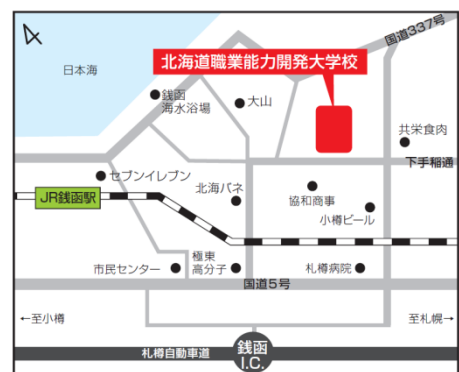 国道337号
日本海
北海道職業能力開発大学校
銭函
海水浴場
大山
共栄食肉
下手稲通
セブンイレブン
JR銭函駅
北海バネ
協和商事
小樽ビール
市民センター
極東
高分子
札樽病院
国道5号
←至小樽
至札幌→
札樽自動車道
銭函
I.C.